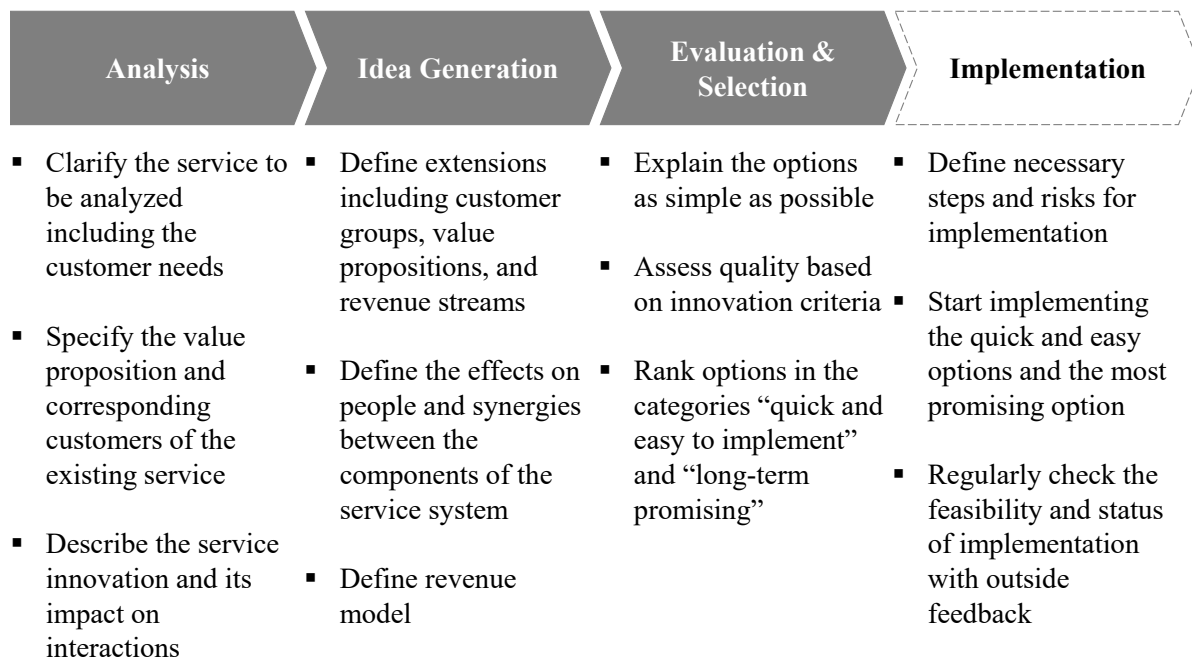 Analysis
Idea Generation
Evaluation &
Selection
Implementation
▪ Clarify the service to
be analyzed
including the
customer needs
▪ Specify the value
proposition and
corresponding
customers of the
existing service
▪ Describe the service
innovation and its
impact on
interactions
▪ Define extensions
including customer
groups, value
propositions, and
revenue streams
▪ Define the effects on
people and synergies
between the
components of the
service system
▪ Define revenue
model
▪ Explain the options
as simple as possible
▪ Assess quality based
on innovation criteria
▪ Rank options in the
categories “quick and
easy to implement”
and “long-term
promising”
▪ Define necessary
steps and risks for
implementation
▪ Start implementing
the quick and easy
options and the most
promising option
▪ Regularly check the
feasibility and status
of implementation
with outside
feedback